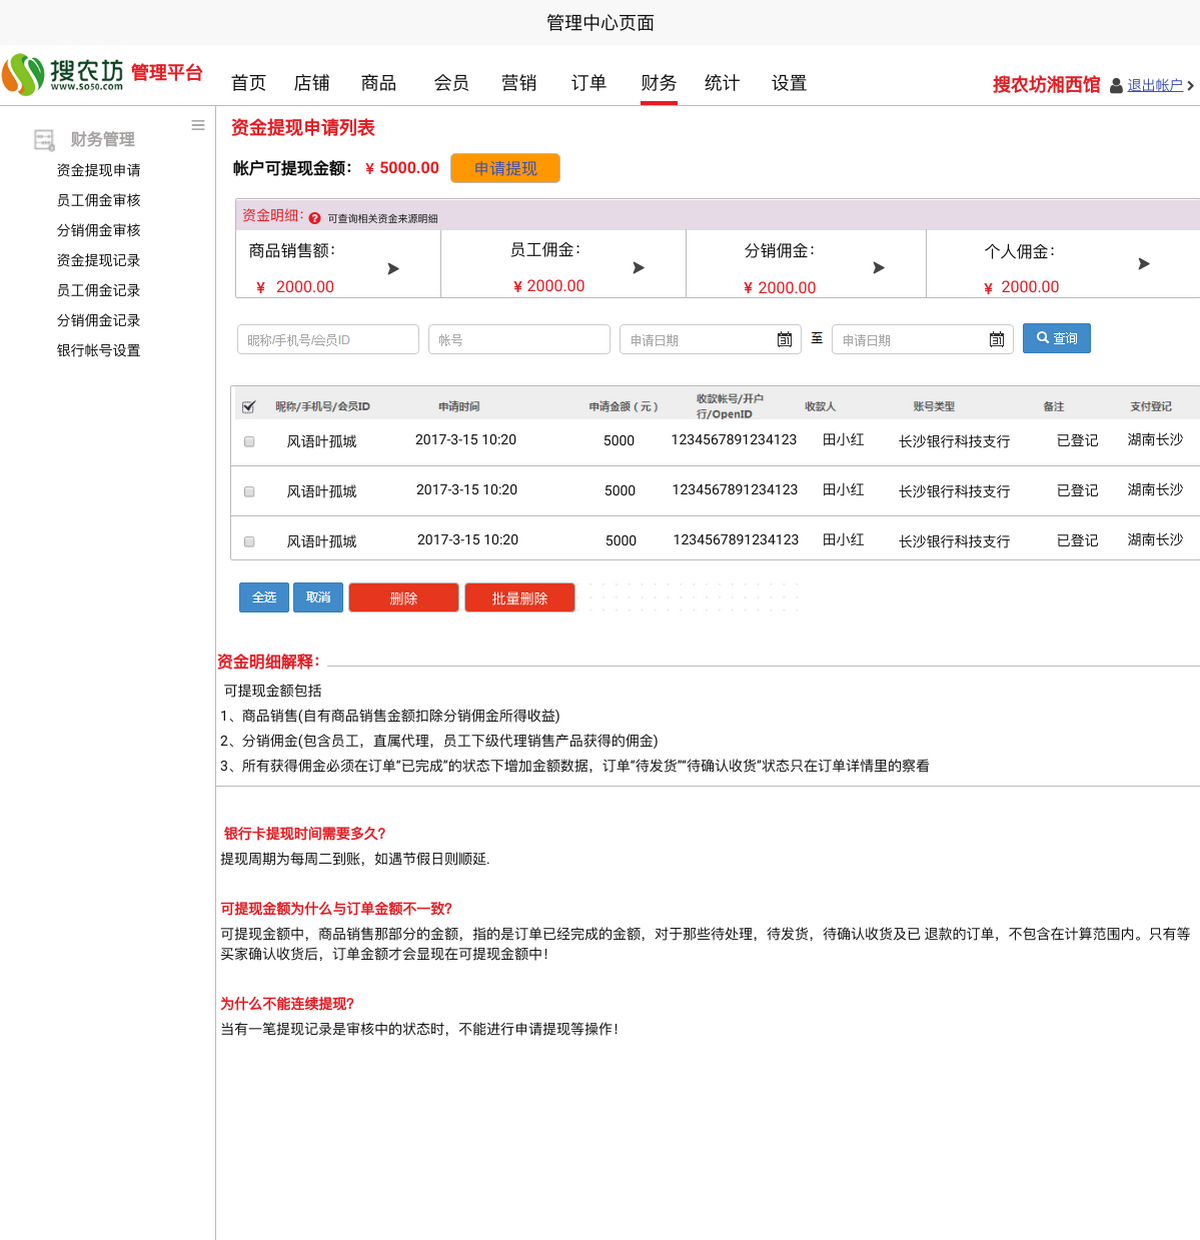 管理中心页面
搜农坊 管理平台
www.so50.com
首页 店铺 商品 会员 营销 订单 财务 统计 设置
搜农坊湘西馆 退出帐户
财务管理
资金提现申请
员工佣金审核
分销佣金审核
资金提现记录
员工佣金记录
分销佣金记录
银行帐号设置
资金提现申请列表
帐户可提现金额： ¥ 5000.00 申请提现
资金明细： ? 可查询相关资金来源明细
商品销售额： 员工佣金： 分销佣金： 个人佣金：
¥ 2000.00 ¥ 2000.00 ¥ 2000.00 ¥ 2000.00
昵称/手机号/会员ID 帐号 申请日期 31 至 申请日期 31 查询
昵称/手机号/会员ID 申请时间 申请金额（元） 收款帐号/开户行/OpenID 收款人 账号类型 备注 支付登记
风语叶孤城 2017-3-15 10:20 5000 1234567891234123 田小红 长沙银行科技支行 已登记 湖南长沙
风语叶孤城 2017-3-15 10:20 5000 1234567891234123 田小红 长沙银行科技支行 已登记 湖南长沙
风语叶孤城 2017-3-15 10:20 5000 1234567891234123 田小红 长沙银行科技支行 已登记 湖南长沙
全选 取消 删除 批量删除
资金明细解释：
可提现金额包括
1、商品销售(自有商品销售金额扣除分销佣金所得收益)
2、分销佣金(包含员工，直属代理，员工下级代理销售产品获得的佣金)
3、所有获得佣金必须在订单“已完成”的状态下增加金额数据，订单“待发货”“待确认收货”状态只在订单详情里的察看
银行卡提现时间需要多久?
提现周期为每周二到账，如遇节假日则顺延.
可提现金额为什么与订单金额不一致?
可提现金额中，商品销售那部分的金额，指的是订单已经完成的金额，对于那些待处理，待发货，待确认收货及已 退款的订单，不包含在计算范围内。只有等
买家确认收货后，订单金额才会显现在可提现金额中！
为什么不能连续提现?
当有一笔提现记录是审核中的状态时，不能进行申请提现等操作！